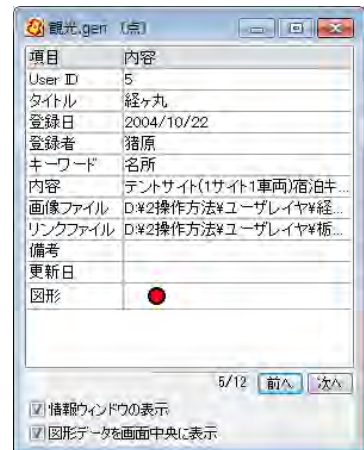 観光.gen (点)
項目 内容
User ID 5
タイトル 経ヶ丸
登録日 2004/10/22
登録者 猪原
キーワード 名所
内容 テントサイト(1サイト1車両)宿泊キ...
画像ファイル D:¥2操作方法¥ユーザレイヤ¥経...
リンクファイル D:¥2操作方法¥ユーザレイヤ¥栃...
備考
更新日
図形
5/12 前へ 次へ
情報ウィンドウの表示
図形データを画面中央に表示